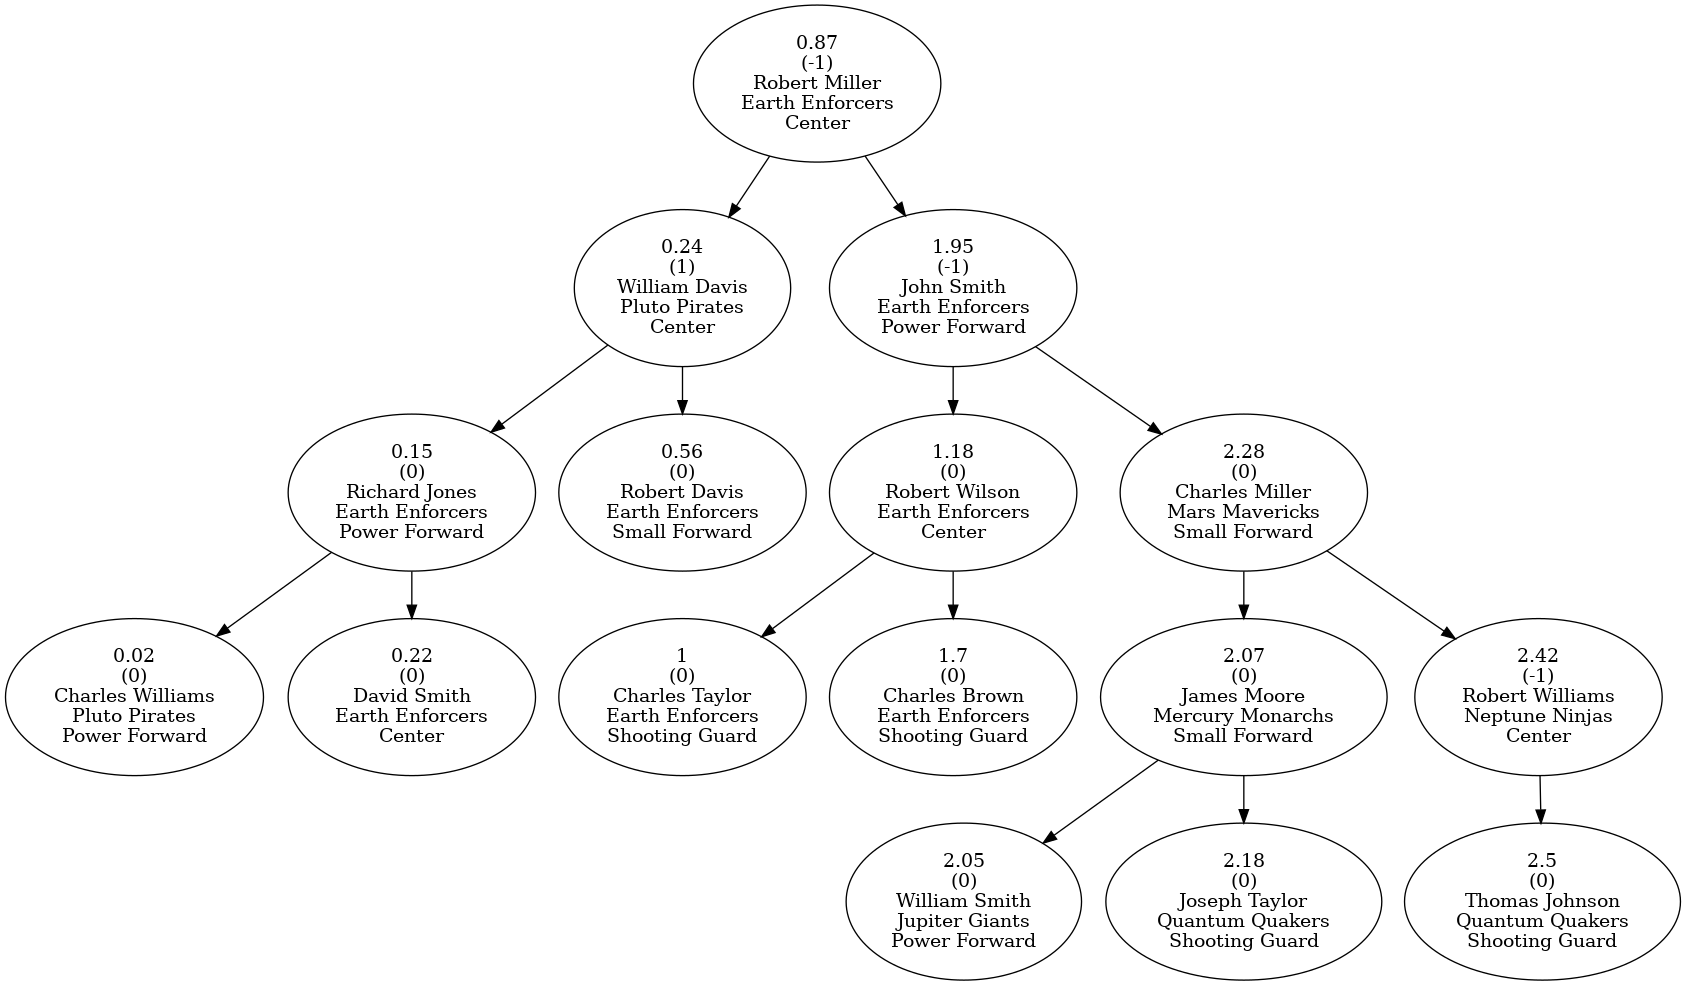 0.87
(-1)
Robert Miller
Earth Enforcers
Center
0.24
(1)
William Davis
Pluto Pirates
Center
1.95
(-1)
John Smith
Earth Enforcers
Power Forward
0.15
(0)
Richard Jones
Earth Enforcers
Power Forward
0.56
(0)
Robert Davis
Earth Enforcers
Small Forward
1.18
(0)
Robert Wilson
Earth Enforcers
Center
2.28
(0)
Charles Miller
Mars Mavericks
Small Forward
0.02
(0)
Charles Williams
Pluto Pirates
Power Forward
0.22
(0)
David Smith
Earth Enforcers
Center
1
(0)
Charles Taylor
Earth Enforcers
Shooting Guard
1.7
(0)
Charles Brown
Earth Enforcers
Shooting Guard
2.07
(0)
James Moore
Mercury Monarchs
Small Forward
2.42
(-1)
Robert Williams
Neptune Ninjas
Center
2.05
(0)
William Smith
Jupiter Giants
Power Forward
2.18
(0)
Joseph Taylor
Quantum Quakers
Shooting Guard
2.5
(0)
Thomas Johnson
Quantum Quakers
Shooting Guard